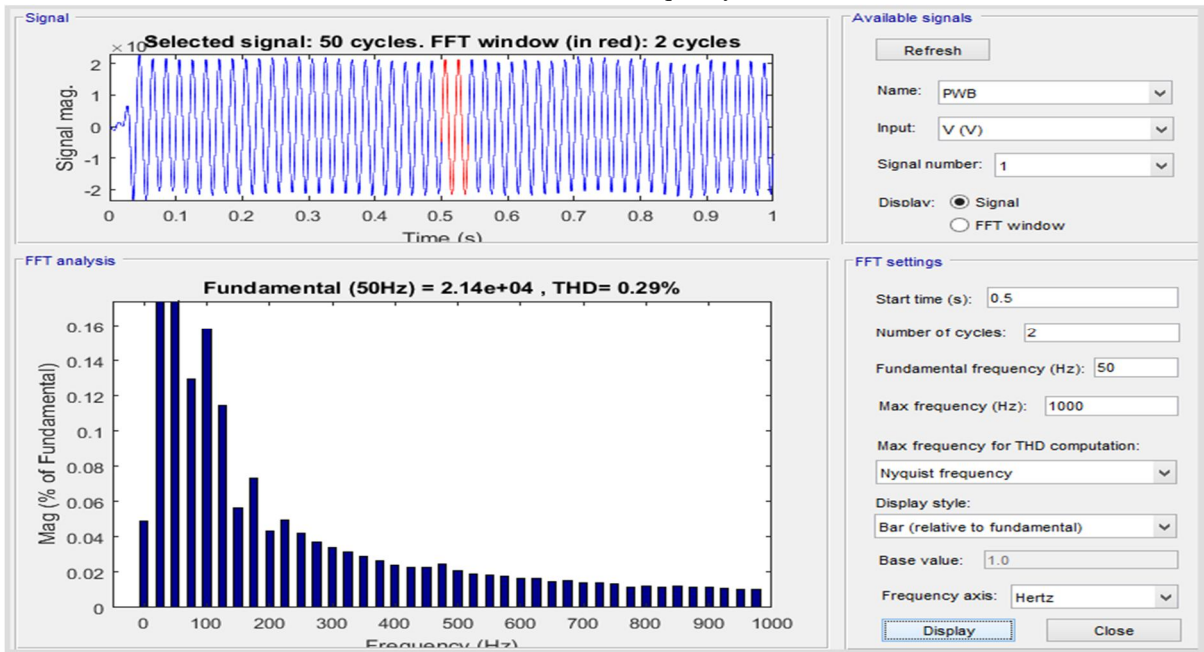 Signal
× 10
Selected signal: 50 cycles. FFT window (in red): 2 cycles
Signal mag.
2
1
0
-1
-2
0 0.1 0.2 0.3 0.4 0.5 0.6 0.7 0.8 0.9 1
Time (s)
FFT analysis
Fundamental (50Hz) = 2.14e+04 , THD= 0.29%
Mag (% of Fundamental)
0.16
0.14
0.12
0.1
0.08
0.06
0.04
0.02
0
0 100 200 300 400 500 600 700 800 900 1000
Frequency (Hz)
Available signals
Refresh
Name: PWB
Input: V (V)
Signal number: 1
Display: Signal
FFT window
FFT settings
Start time (s): 0.5
Number of cycles: 2
Fundamental frequency (Hz): 50
Max frequency (Hz): 1000
Max frequency for THD computation:
Nyquist frequency
Display style:
Bar (relative to fundamental)
Base value: 1.0
Frequency axis: Hertz
Display Close